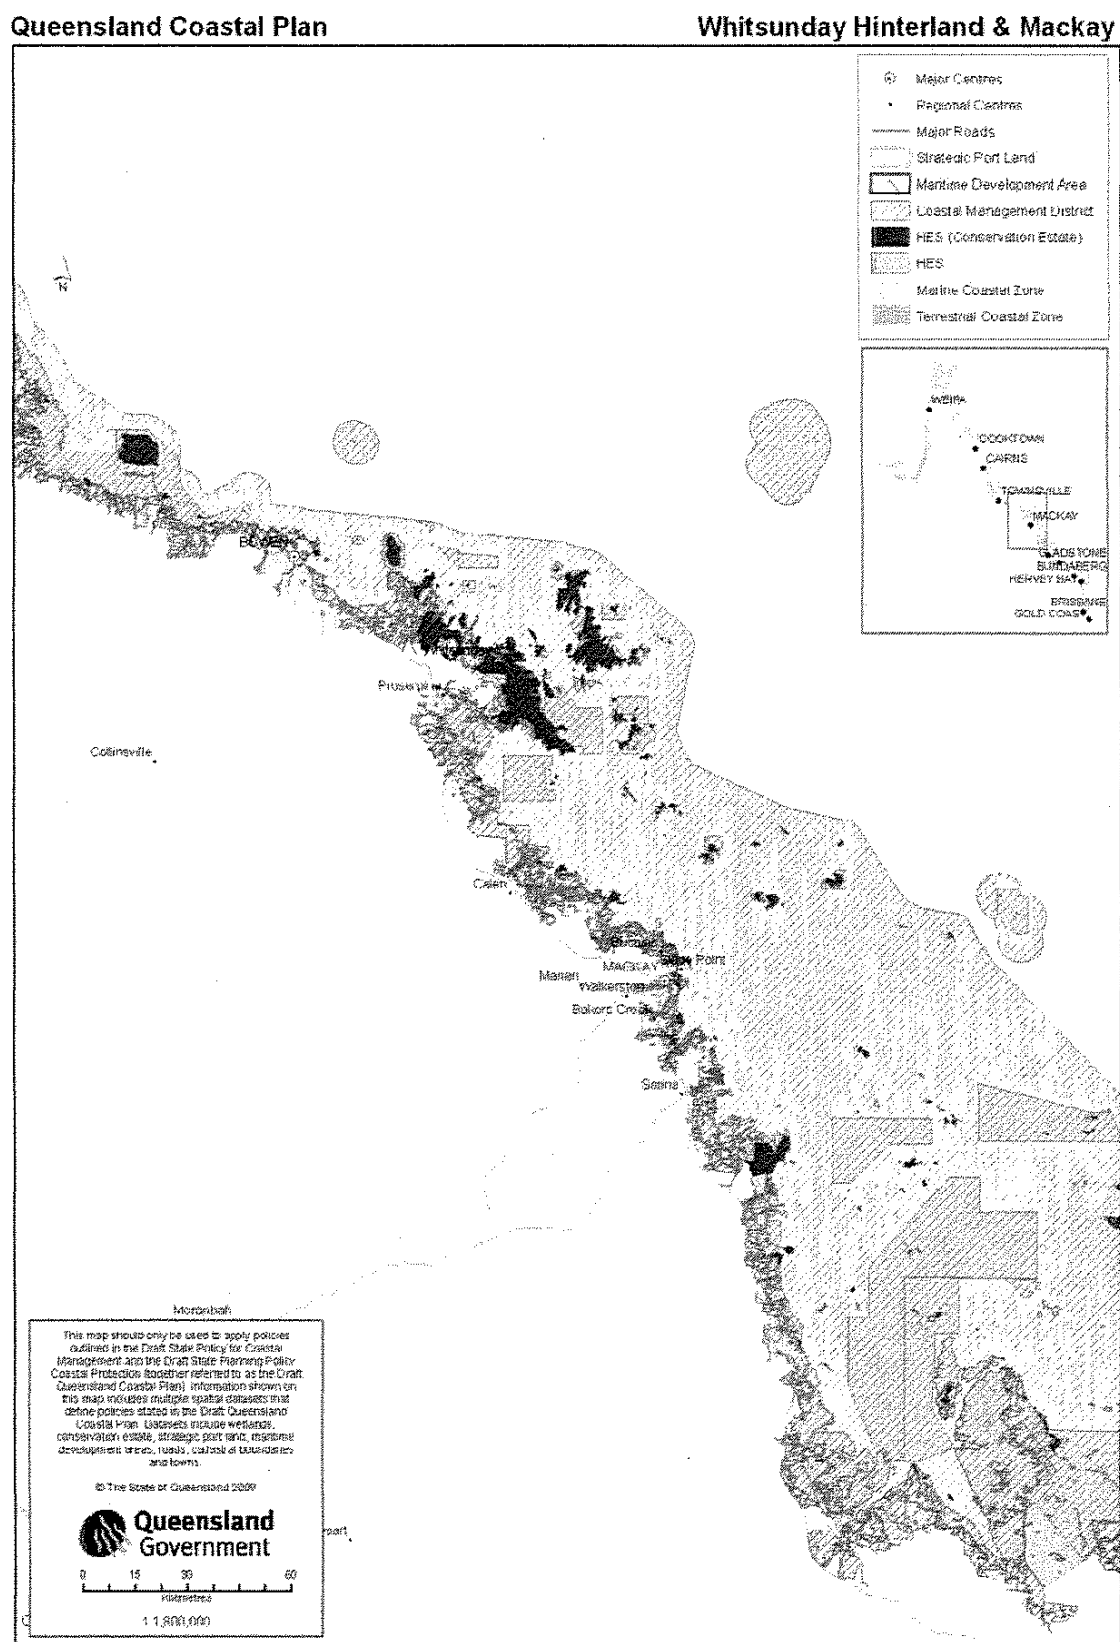 Queensland Coastal Plan
Whitsunday Hinterland & Mackay
Major Centres
Regional Centres
Major Roads
Strategic Port Land
Maritime Development Area
Coastal Management District
HES (Conservation Estate)
HES
Marine Coastal Zone
Terrestrial Coastal Zone
N
WEIPA
COOKTOWN
CAIRNS
TOWNSVILLE
MACKAY
GLADSTONE
BUNDABERG
HERVEY BAY
BRISBANE
GOLD COAST
BOWEN
Proserpine
Collinsville
Calen
MACKAY
Marian
Walkerston
Bakers Creek
Sarina
Moranbah
This map should only be used to apply policies
outlined in the Draft State Policy for Coastal
Management and the Draft State Planning Policy
Coastal Protection (together referred to as the Draft
Queensland Coastal Plan). Information shown on
this map includes multiple spatial datasets that
define policies stated in the Draft Queensland
Coastal Plan. Datasets include wetlands,
conservation estate, strategic port land, maritime
development areas, roads, cadastral boundaries
and towns.
© The State of Queensland 2009
Queensland
Government
0 15 30 60
Kilometres
1:1,800,000